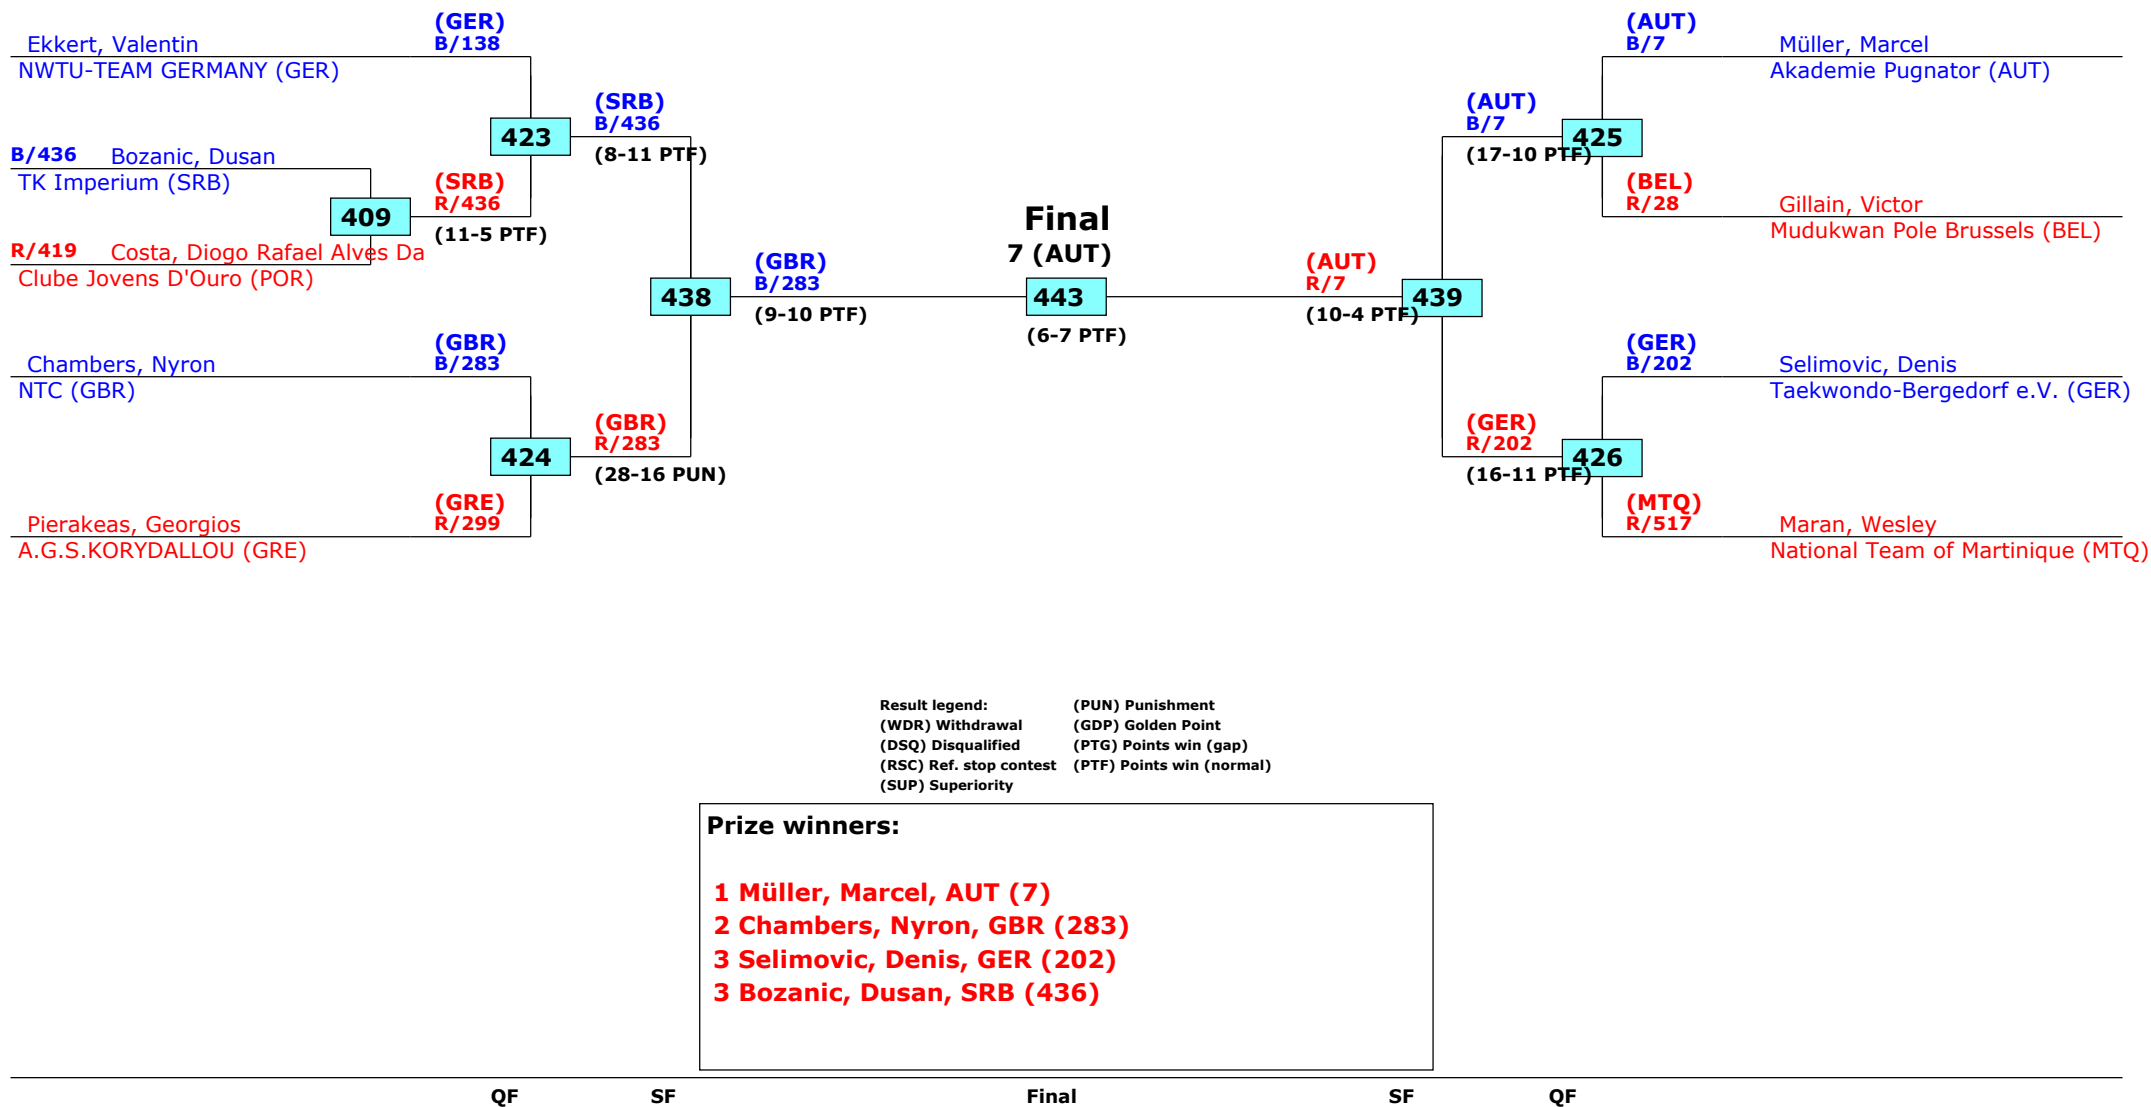 (GER)
B/138
Ekkert, Valentin
NWTU-TEAM GERMANY (GER)
B/436 Bozanic, Dusan
TK Imperium (SRB)
409
R/419 Costa, Diogo Rafael Alves Da
Clube Jovens D'Ouro (POR)
(SRB)
R/436
(11-5 PTF)
423
(SRB)
B/436
(8-11 PTF)
(GBR)
B/283
Chambers, Nyron
NTC (GBR)
424
(GRE)
R/299
Pierakeas, Georgios
A.G.S.KORYDALLOU (GRE)
(GBR)
R/283
(28-16 PUN)
438
(GBR)
B/283
(9-10 PTF)
Final
7 (AUT)
443
(6-7 PTF)
(AUT)
R/7
(10-4 PTF)
439
(AUT)
B/7
(17-10 PTF)
425
(AUT)
B/7
Müller, Marcel
Akademie Pugnator (AUT)
(BEL)
R/28
Gillain, Victor
Mudukwan Pole Brussels (BEL)
(GER)
R/202
(16-11 PTF)
426
(GER)
B/202
Selimovic, Denis
Taekwondo-Bergedorf e.V. (GER)
(MTQ)
R/517
Maran, Wesley
National Team of Martinique (MTQ)
Result legend: (PUN) Punishment
(WDR) Withdrawal (GDP) Golden Point
(DSQ) Disqualified (PTG) Points win (gap)
(RSC) Ref. stop contest (PTF) Points win (normal)
(SUP) Superiority
Prize winners:
1 Müller, Marcel, AUT (7)
2 Chambers, Nyron, GBR (283)
3 Selimovic, Denis, GER (202)
3 Bozanic, Dusan, SRB (436)
QF SF Final SF QF